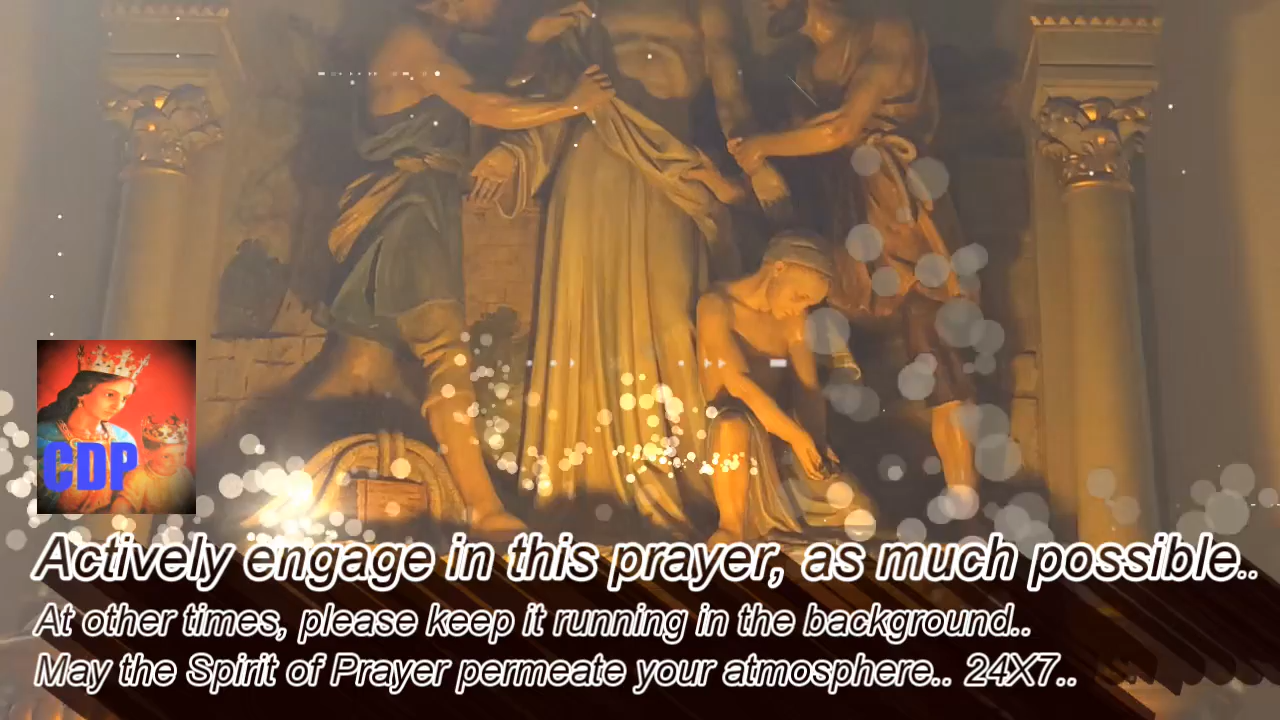 CDP
Actively engage in this prayer, as much possible..
At other times, please keep it running in the background..
May the Spirit of Prayer permeate your atmosphere.. 24X7..